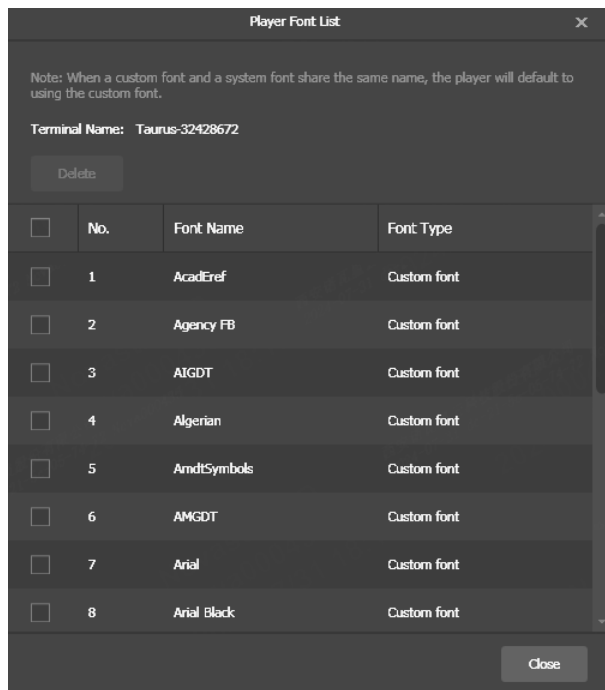 Player Font List
Note: When a custom font and a system font share the same name, the player will default to
using the custom font.
Terminal Name: Taurus-32428672
Delete
No. Font Name Font Type
1 AcadEref Custom font
2 Agency FB Custom font
3 AIGDT Custom font
4 Algerian Custom font
5 AmdtSymbols Custom font
6 AMGDT Custom font
7 Arial Custom font
8 Arial Black Custom font
Close